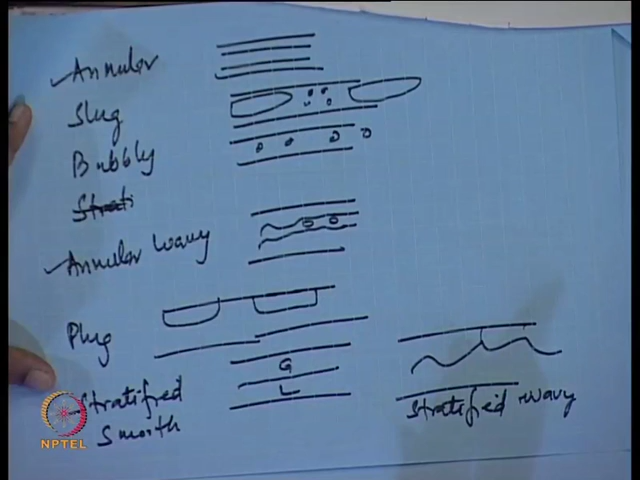 Annular
Slug
Bubbly
Strati
Annular Wavy
Plug
G
L
Stratified
Smooth
Stratified wavy
NPTEL